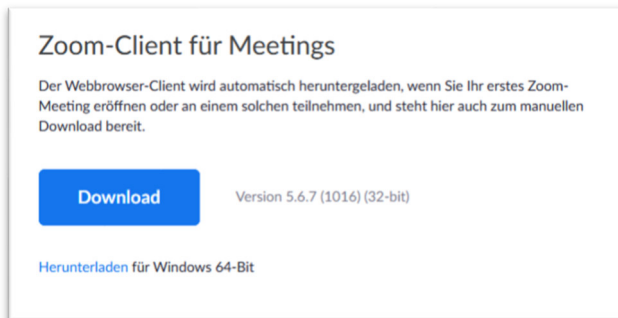 Zoom-Client für Meetings
Der Webbrowser-Client wird automatisch heruntergeladen, wenn Sie Ihr erstes Zoom-
Meeting eröffnen oder an einem solchen teilnehmen, und steht hier auch zum manuellen
Download bereit.
Download
Version 5.6.7 (1016) (32-bit)
Herunterladen für Windows 64-Bit